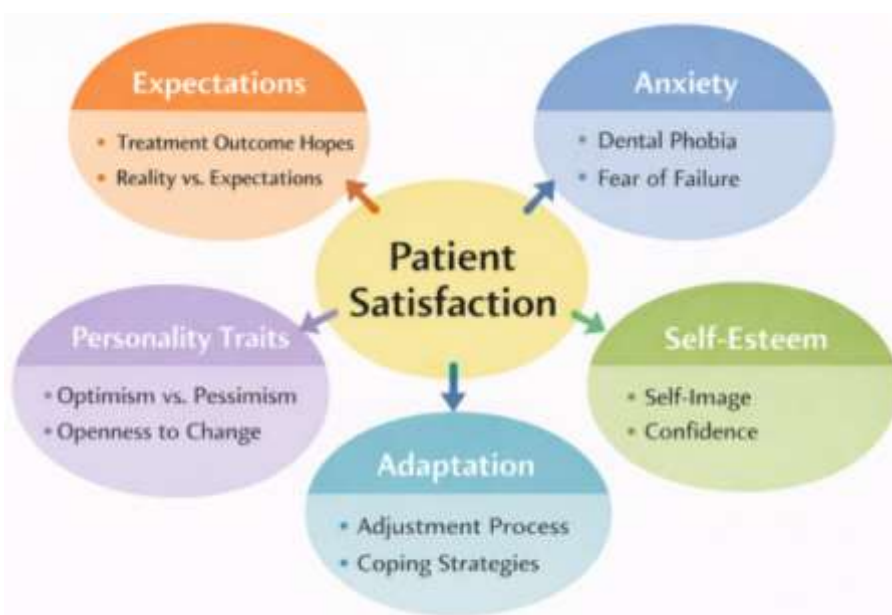 Expectations
• Treatment Outcome Hopes
• Reality vs. Expectations
Anxiety
• Dental Phobia
• Fear of Failure
Patient
Satisfaction
Personality Traits
• Optimism vs. Pessimism
• Openness to Change
Self-Esteem
• Self-Image
• Confidence
Adaptation
• Adjustment Process
• Coping Strategies